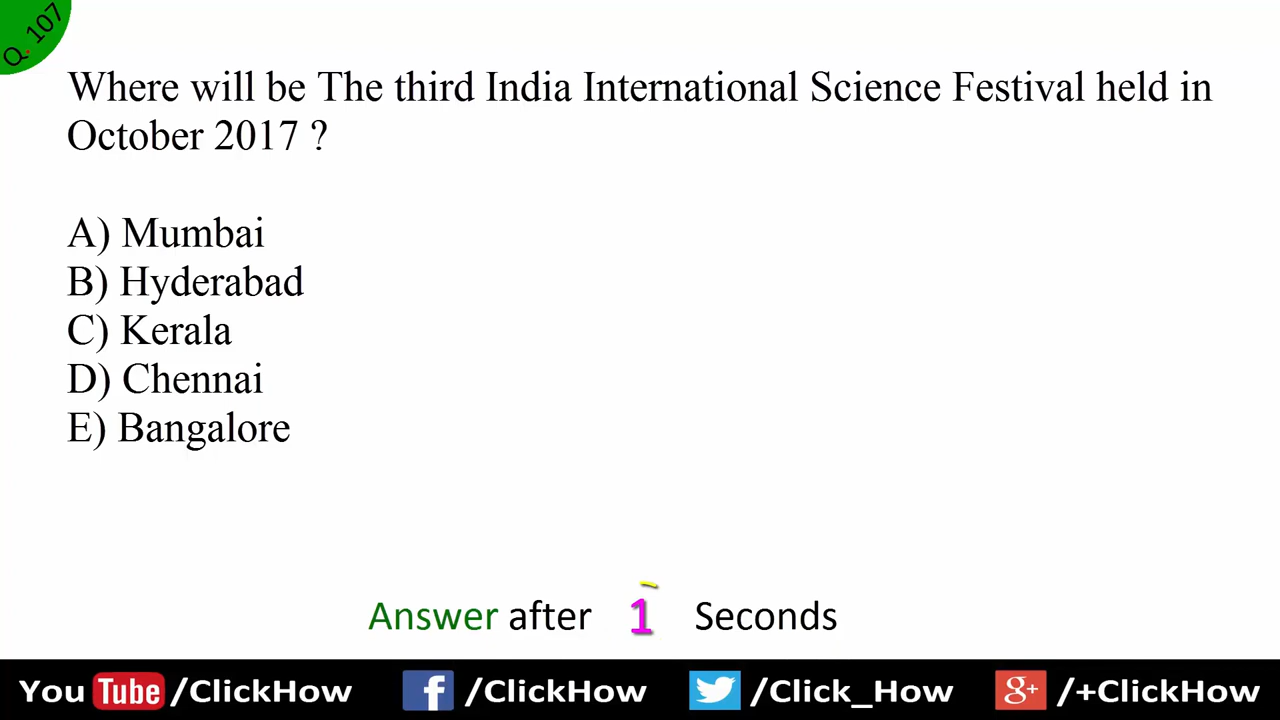 Q. 107
Where will be The third India International Science Festival held in
October 2017 ?
A) Mumbai
B) Hyderabad
C) Kerala
D) Chennai
E) Bangalore
Answer after 1 Seconds
You Tube /ClickHow f /ClickHow /Click_How g+ /+ClickHow